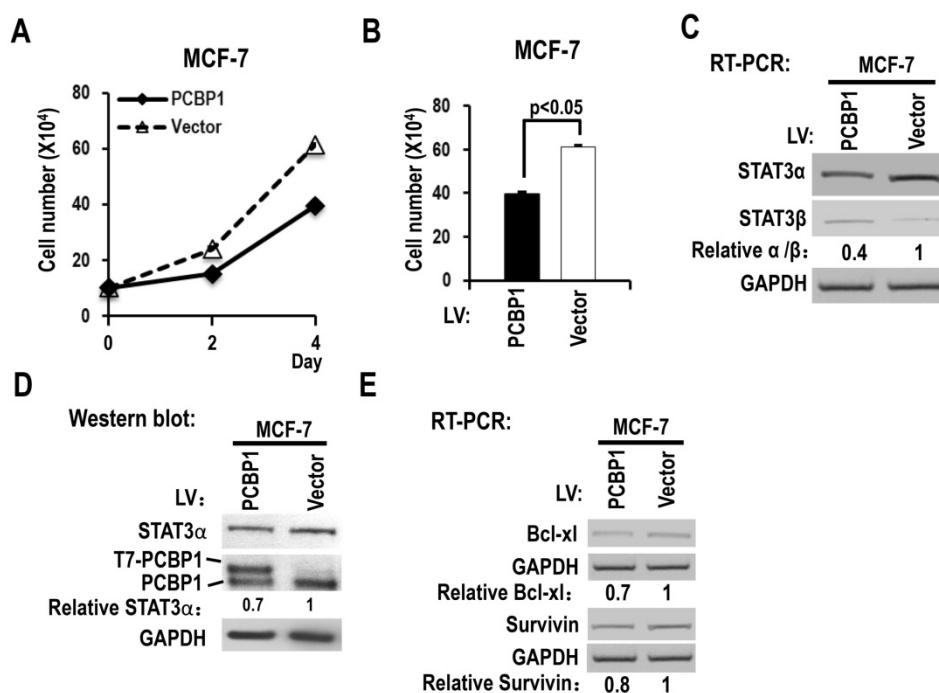 A
MCF-7
PCBP1
Vector
Cell number (X10⁴)
80
60
40
20
0
0
2
4
Day
B
MCF-7
p<0.05
Cell number (X10⁴)
80
60
40
20
0
LV:
PCBP1
Vector
C
RT-PCR:
MCF-7
LV:
PCBP1
Vector
STAT3α
STAT3β
Relative α /β: 0.4 1
GAPDH
D
Western blot:
MCF-7
LV:
PCBP1
Vector
STAT3α
T7-PCBP1
PCBP1
Relative STAT3α: 0.7 1
GAPDH
E
RT-PCR:
MCF-7
LV:
PCBP1
Vector
Bcl-xl
GAPDH
Relative Bcl-xl: 0.7 1
Survivin
GAPDH
Relative Survivin: 0.8 1